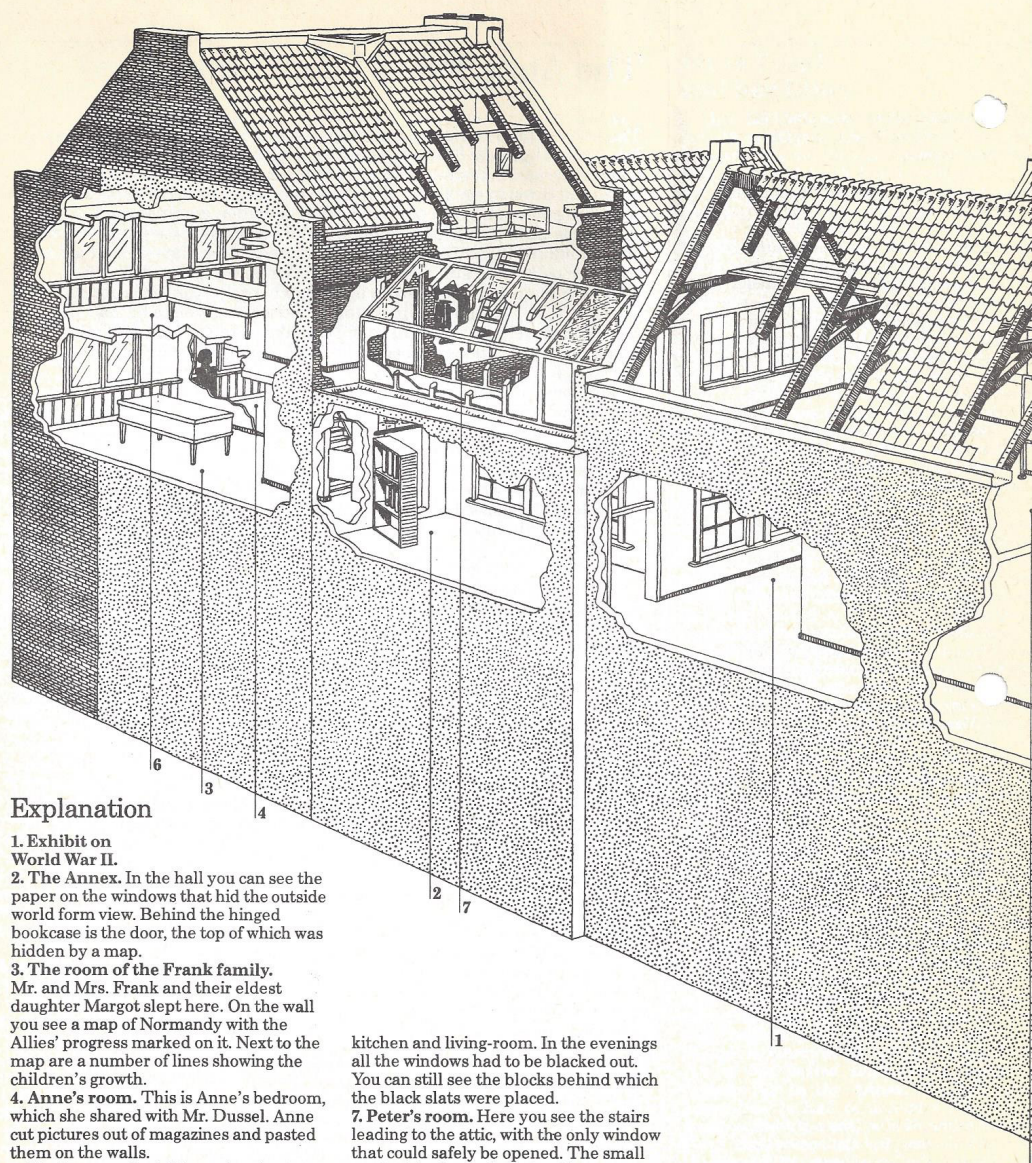 6
3
4
2
7
1
Explanation
1. Exhibit on
World War II.
2. The Annex. In the hall you can see the
paper on the windows that hid the outside
world form view. Behind the hinged
bookcase is the door, the top of which was
hidden by a map.
3. The room of the Frank family.
Mr. and Mrs. Frank and their eldest
daughter Margot slept here. On the wall
you see a map of Normandy with the
Allies' progress marked on it. Next to the
map are a number of lines showing the
children's growth.
4. Anne's room. This is Anne's bedroom,
which she shared with Mr. Dussel. Anne
cut pictures out of magazines and pasted
them on the walls.
kitchen and living-room. In the evenings
all the windows had to be blacked out.
You can still see the blocks behind which
the black slats were placed.
7. Peter's room. Here you see the stairs
leading to the attic, with the only window
that could safely be opened. The small